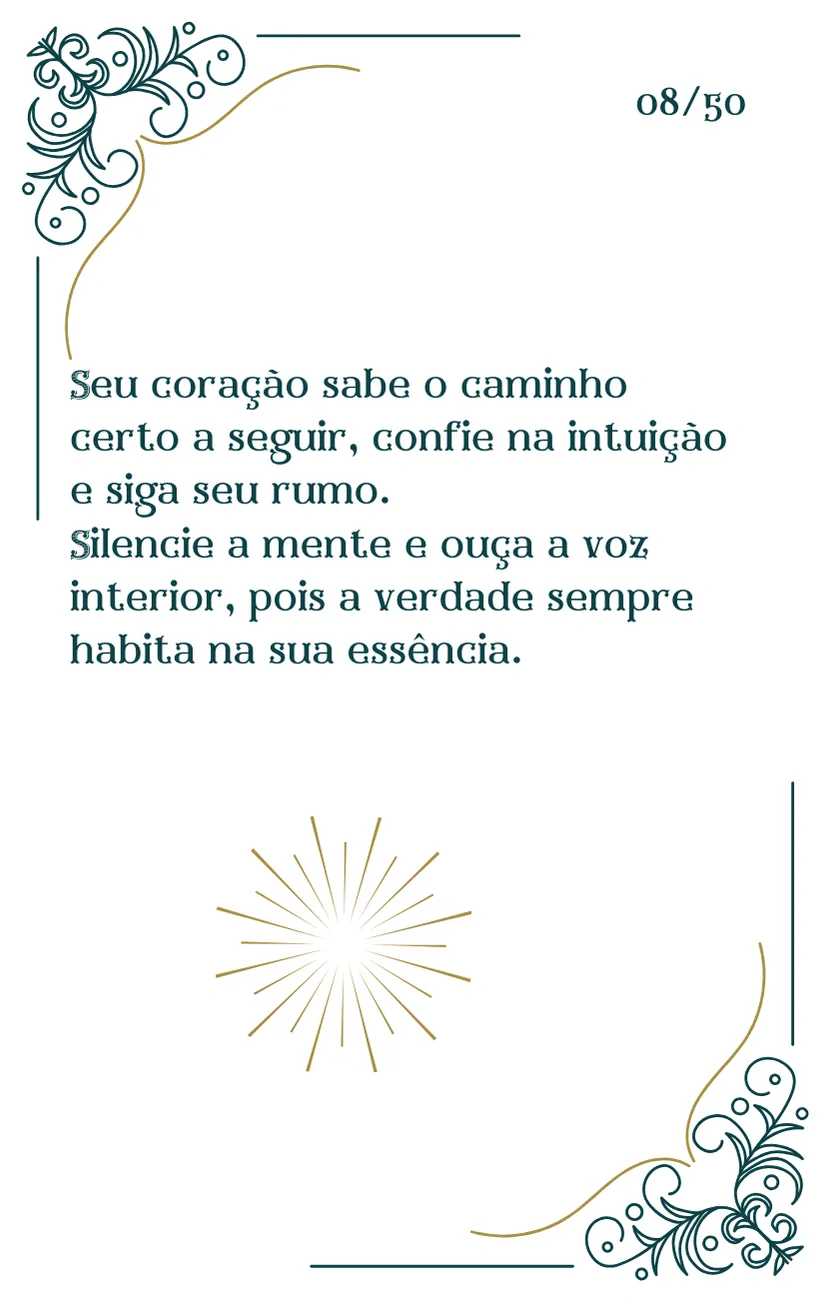 08/50
Seu coração sabe o caminho
certo a seguir, confie na intuição
e siga seu rumo.
Silencie a mente e ouça a voz
interior, pois a verdade sempre
habita na sua essência.